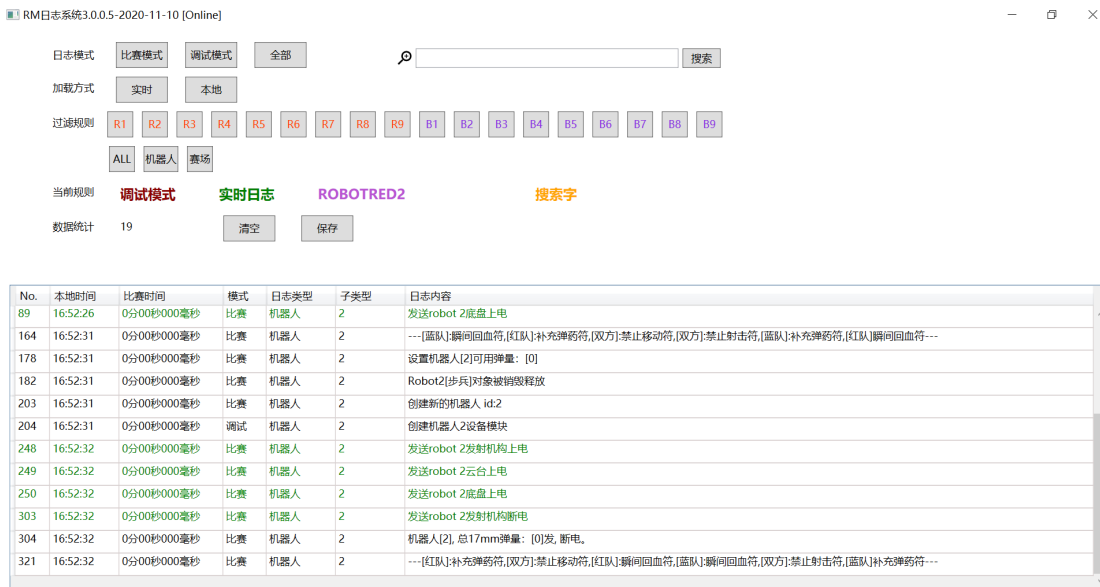 RM日志系统3.0.0.5-2020-11-10 [Online]
日志模式 比赛模式 调试模式 全部 搜索
加载方式 实时 本地
过滤规则 R1 R2 R3 R4 R5 R6 R7 R8 R9 B1 B2 B3 B4 B5 B6 B7 B8 B9
ALL 机器人 赛场
当前规则 调试模式 实时日志 ROBOTRED2 搜索字
数据统计 19 清空 保存
No. 本地时间 比赛时间 模式 日志类型 子类型 日志内容
89 16:52:26 0分00秒000毫秒 比赛 机器人 2 发送robot 2底盘上电
164 16:52:31 0分00秒000毫秒 比赛 机器人 2 ---[蓝队]:瞬间回血符,[红队]:补充弹药符,[双方]:禁止移动符,[双方]:禁止射击符,[蓝队]:补充弹药符,[红队]瞬间回血符---
178 16:52:31 0分00秒000毫秒 比赛 机器人 2 设置机器人[2]可用弹量：[0]
182 16:52:31 0分00秒000毫秒 比赛 机器人 2 Robot2[步兵]对象被销毁释放
203 16:52:31 0分00秒000毫秒 比赛 机器人 2 创建新的机器人 id:2
204 16:52:31 0分00秒000毫秒 调试 机器人 2 创建机器人2设备模块
248 16:52:32 0分00秒000毫秒 比赛 机器人 2 发送robot 2发射机构上电
249 16:52:32 0分00秒000毫秒 比赛 机器人 2 发送robot 2云台上电
250 16:52:32 0分00秒000毫秒 比赛 机器人 2 发送robot 2底盘上电
303 16:52:32 0分00秒000毫秒 比赛 机器人 2 发送robot 2发射机构断电
304 16:52:32 0分00秒000毫秒 比赛 机器人 2 机器人[2], 总17mm弹量：[0]发, 断电。
321 16:52:32 0分00秒000毫秒 比赛 机器人 2 ---[红队]:补充弹药符,[双方]:禁止移动符,[红队]:瞬间回血符,[蓝队]:瞬间回血符,[双方]:禁止射击符,[蓝队]补充弹药符---